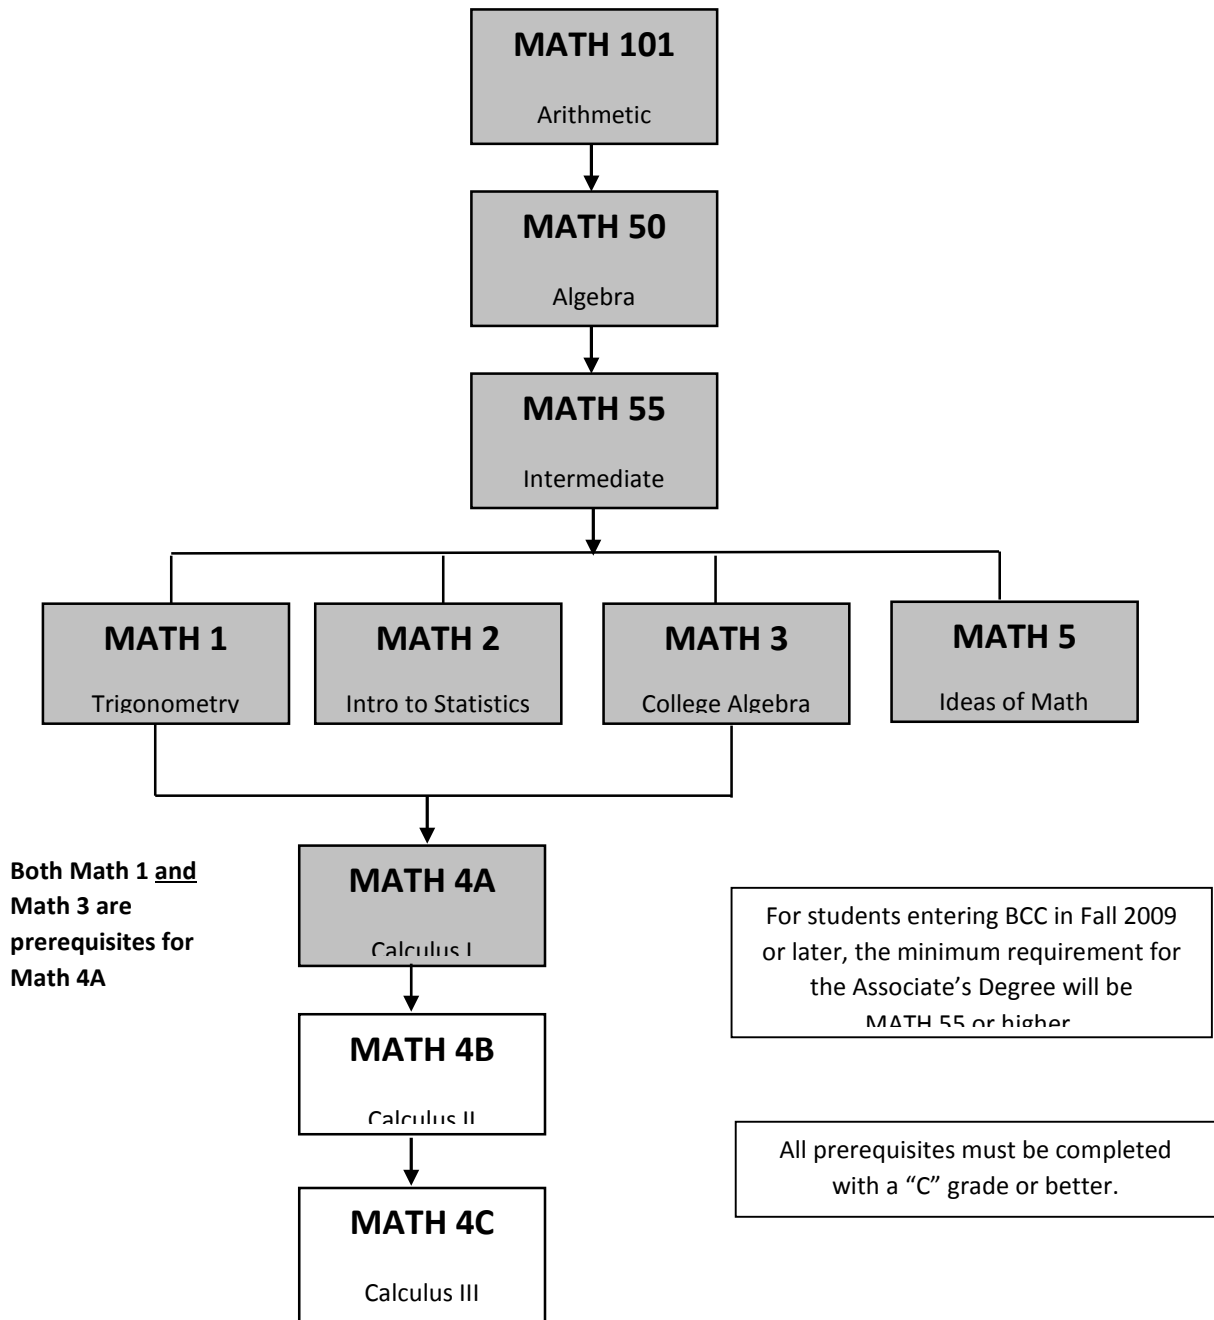 MATH 101
Arithmetic
MATH 50
Algebra
MATH 55
Intermediate
MATH 1
Trigonometry
MATH 2
Intro to Statistics
MATH 3
College Algebra
MATH 5
Ideas of Math
Both Math 1 and
Math 3 are
prerequisites for
Math 4A
MATH 4A
Calculus I
For students entering BCC in Fall 2009
or later, the minimum requirement for
the Associate’s Degree will be
MATH 55 or higher
MATH 4B
Calculus II
All prerequisites must be completed
with a “C” grade or better.
MATH 4C
Calculus III